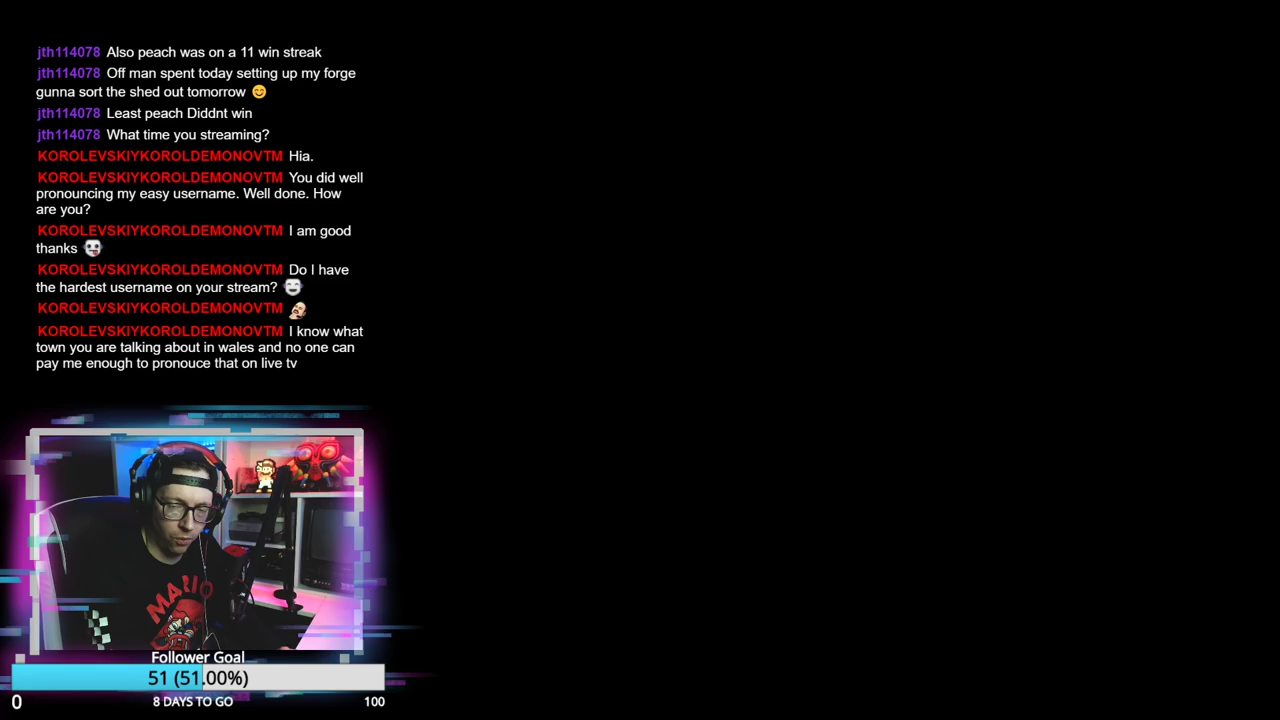 jth114078 Also peach was on a 11 win streak
jth114078 Off man spent today setting up my forge
gunna sort the shed out tomorrow 😊
jth114078 Least peach Diddnt win
jth114078 What time you streaming?
KOROLEVSKIYKOROLDEMONOVTM Hia.
KOROLEVSKIYKOROLDEMONOVTM You did well
pronouncing my easy username. Well done. How
are you?
KOROLEVSKIYKOROLDEMONOVTM I am good
thanks
KOROLEVSKIYKOROLDEMONOVTM Do I have
the hardest username on your stream?
KOROLEVSKIYKOROLDEMONOVTM
KOROLEVSKIYKOROLDEMONOVTM I know what
town you are talking about in wales and no one can
pay me enough to pronouce that on live tv
MARIO
Follower Goal
51 (51.00%)
0 8 DAYS TO GO 100